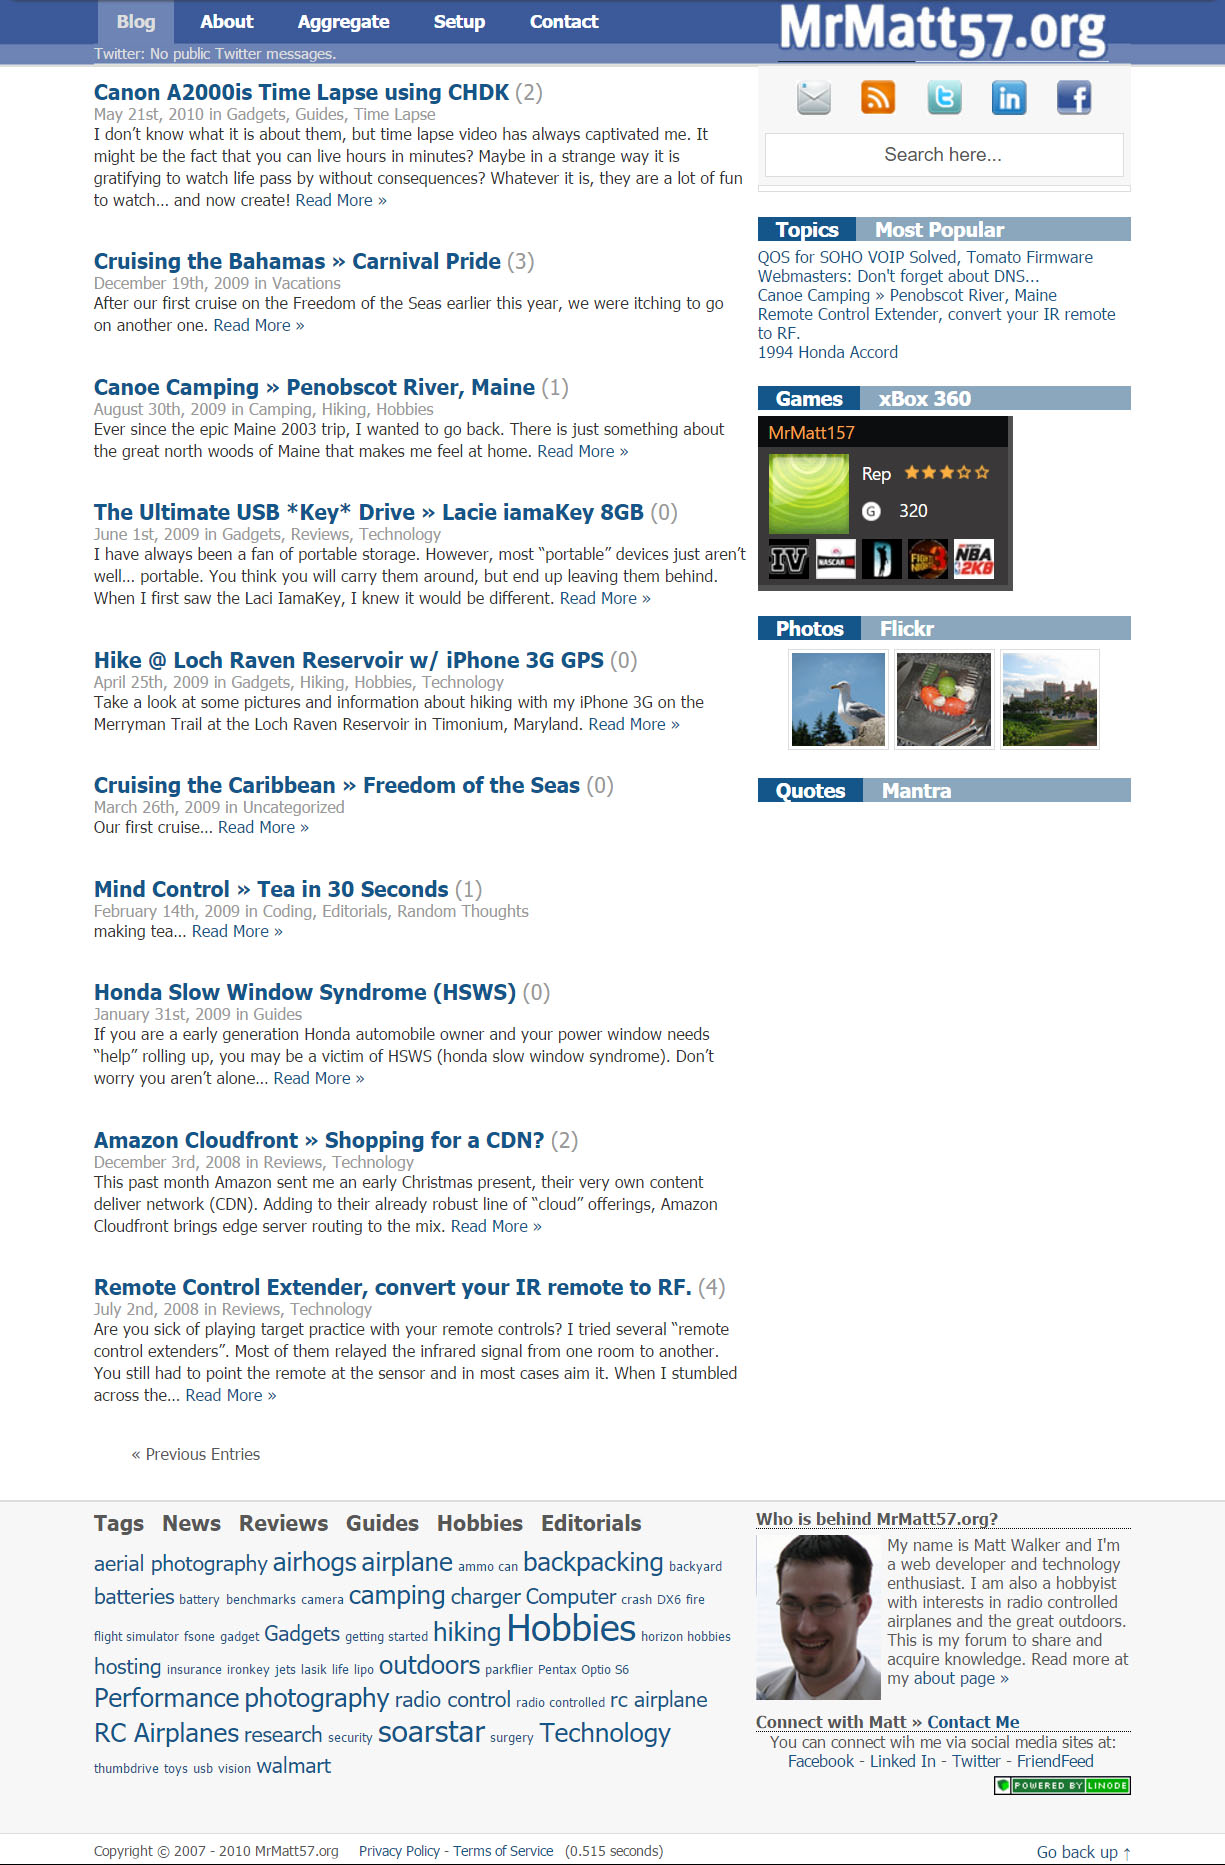 Blog About Aggregate Setup Contact
MrMatt57.org
Twitter: No public Twitter messages.
Canon A2000is Time Lapse using CHDK (2)
May 21st, 2010 in Gadgets, Guides, Time Lapse
I don’t know what it is about them, but time lapse video has always captivated me. It
might be the fact that you can live hours in minutes? Maybe in a strange way it is
gratifying to watch life pass by without consequences? Whatever it is, they are a lot of fun
to watch… and now create! Read More »
Cruising the Bahamas » Carnival Pride (3)
December 19th, 2009 in Vacations
After our first cruise on the Freedom of the Seas earlier this year, we were itching to go
on another one. Read More »
Canoe Camping » Penobscot River, Maine (1)
August 30th, 2009 in Camping, Hiking, Hobbies
Ever since the epic Maine 2003 trip, I wanted to go back. There is just something about
the great north woods of Maine that makes me feel at home. Read More »
The Ultimate USB *Key* Drive » Lacie iamaKey 8GB (0)
June 1st, 2009 in Gadgets, Reviews, Technology
I have always been a fan of portable storage. However, most “portable” devices just aren’t
well… portable. You think you will carry them around, but end up leaving them behind.
When I first saw the Laci IamaKey, I knew it would be different. Read More »
Hike @ Loch Raven Reservoir w/ iPhone 3G GPS (0)
April 25th, 2009 in Gadgets, Hiking, Hobbies, Technology
Take a look at some pictures and information about hiking with my iPhone 3G on the
Merryman Trail at the Loch Raven Reservoir in Timonium, Maryland. Read More »
Cruising the Caribbean » Freedom of the Seas (0)
March 26th, 2009 in Uncategorized
Our first cruise… Read More »
Mind Control » Tea in 30 Seconds (1)
February 14th, 2009 in Coding, Editorials, Random Thoughts
making tea… Read More »
Honda Slow Window Syndrome (HSWS) (0)
January 31st, 2009 in Guides
If you are a early generation Honda automobile owner and your power window needs
“help” rolling up, you may be a victim of HSWS (honda slow window syndrome). Don’t
worry you aren’t alone… Read More »
Amazon Cloudfront » Shopping for a CDN? (2)
December 3rd, 2008 in Reviews, Technology
This past month Amazon sent me an early Christmas present, their very own content
deliver network (CDN). Adding to their already robust line of “cloud” offerings, Amazon
Cloudfront brings edge server routing to the mix. Read More »
Remote Control Extender, convert your IR remote to RF. (4)
July 2nd, 2008 in Reviews, Technology
Are you sick of playing target practice with your remote controls? I tried several “remote
control extenders”. Most of them relayed the infrared signal from one room to another.
You still had to point the remote at the sensor and in most cases aim it. When I stumbled
across the… Read More »
« Previous Entries
Search here...
Topics Most Popular
QOS for SOHO VOIP Solved, Tomato Firmware
Webmasters: Don't forget about DNS...
Canoe Camping » Penobscot River, Maine
Remote Control Extender, convert your IR remote
to RF.
1994 Honda Accord
Games xBox 360
MrMatt157
Rep
G 320
IV NASCAR FIGHT NIGHT 3 NBA 2K8
Photos Flickr
Quotes Mantra
Tags News Reviews Guides Hobbies Editorials
aerial photography airhogs airplane ammo can backpacking backyard
batteries battery benchmarks camera camping charger Computer crash DX6 fire
flight simulator fsone gadget Gadgets getting started hiking Hobbies horizon hobbies
hosting insurance ironkey jets lasik life lipo outdoors parkflier Pentax Optio S6
Performance photography radio control radio controlled rc airplane
RC Airplanes research security soarstar surgery Technology
thumbdrive toys usb vision walmart
Who is behind MrMatt57.org?
My name is Matt Walker and I'm
a web developer and technology
enthusiast. I am also a hobbyist
with interests in radio controlled
airplanes and the great outdoors.
This is my forum to share and
acquire knowledge. Read more at
my about page »
Connect with Matt » Contact Me
You can connect wih me via social media sites at:
Facebook - Linked In - Twitter - FriendFeed
POWERED BY LINODE
Copyright © 2007 - 2010 MrMatt57.org Privacy Policy - Terms of Service (0.515 seconds)
Go back up ↑